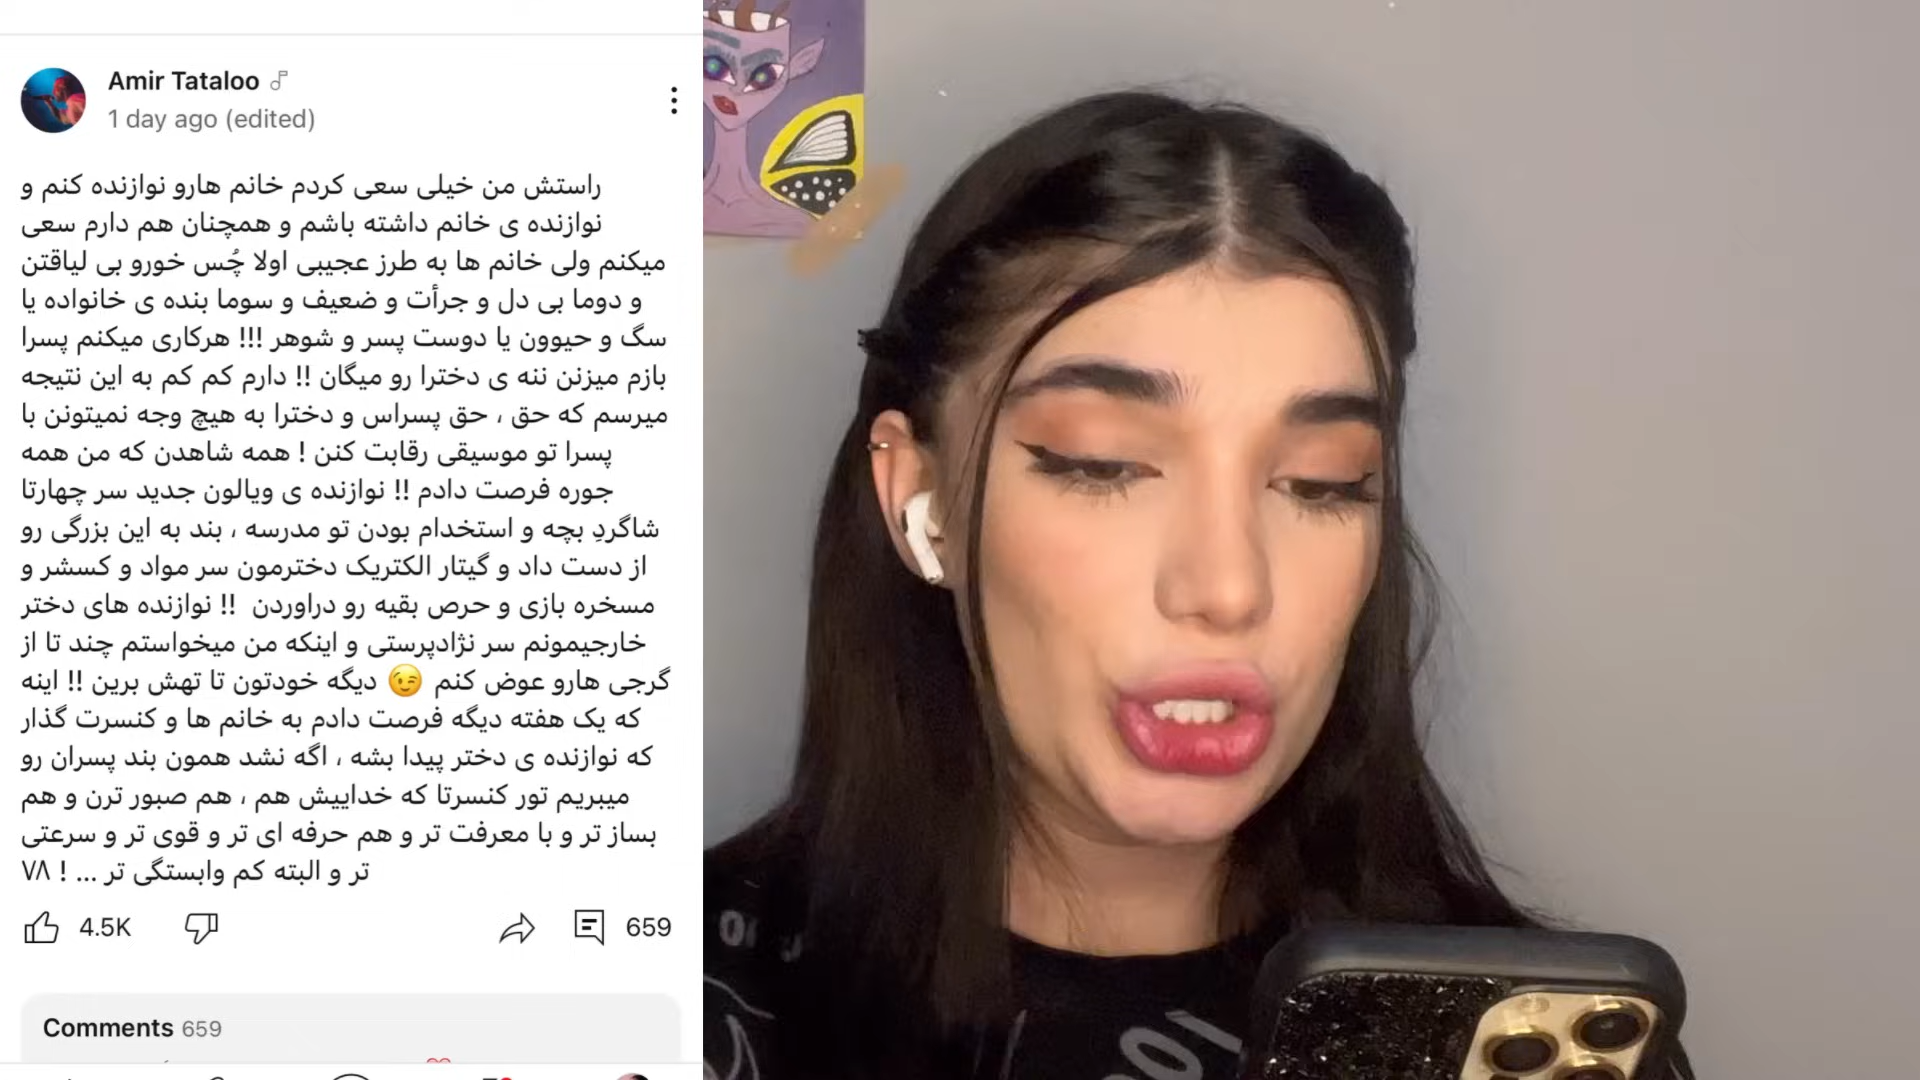 Amir Tataloo
1 day ago (edited)
راستش من خیلی سعی کردم خانم هارو نوازنده کنم و
نوازنده ی خانم داشته باشم و همچنان هم دارم سعی
میکنم ولی خانم ها به طرز عجیبی اولا چُس خورو بی لیاقتن
و دوما بی دل و جرأت و ضعیف و سوما بنده ی خانواده یا
سگ و حیوون یا دوست پسر و شوهر !!! هرکاری میکنم پسرا
بازم میزنن ننه ی دخترا رو میگان !! دارم کم کم به این نتیجه
میرسم که حق ، حق پسراس و دخترا به هیچ وجه نمیتونن با
پسرا تو موسیقی رقابت کنن ! همه شاهدن که من همه
جوره فرصت دادم !! نوازنده ی ویالون جدید سر چهارتا
شاگردِ بچه و استخدام بودن تو مدرسه ، بند به این بزرگی رو
از دست داد و گیتار الکتریک دخترمون سر مواد و کسشر و
مسخره بازی و حرص بقیه رو دراوردن !! نوازنده های دختر
خارجیمونم سر نژادپرستی و اینکه من میخواستم چند تا از
گرجی هارو عوض کنم 😉 دیگه خودتون تا تهش برین !! اینه
که یک هفته دیگه فرصت دادم به خانم ها و کنسرت گذار
که نوازنده ی دختر پیدا بشه ، اگه نشد همون بند پسران رو
میبریم تور کنسرتا که خداییش هم ، هم صبور ترن و هم
بساز تر و با معرفت تر و هم حرفه ای تر و قوی تر و سرعتی
تر و البته کم وابستگی تر ... ! ۷۸
4.5K 659
Comments 659